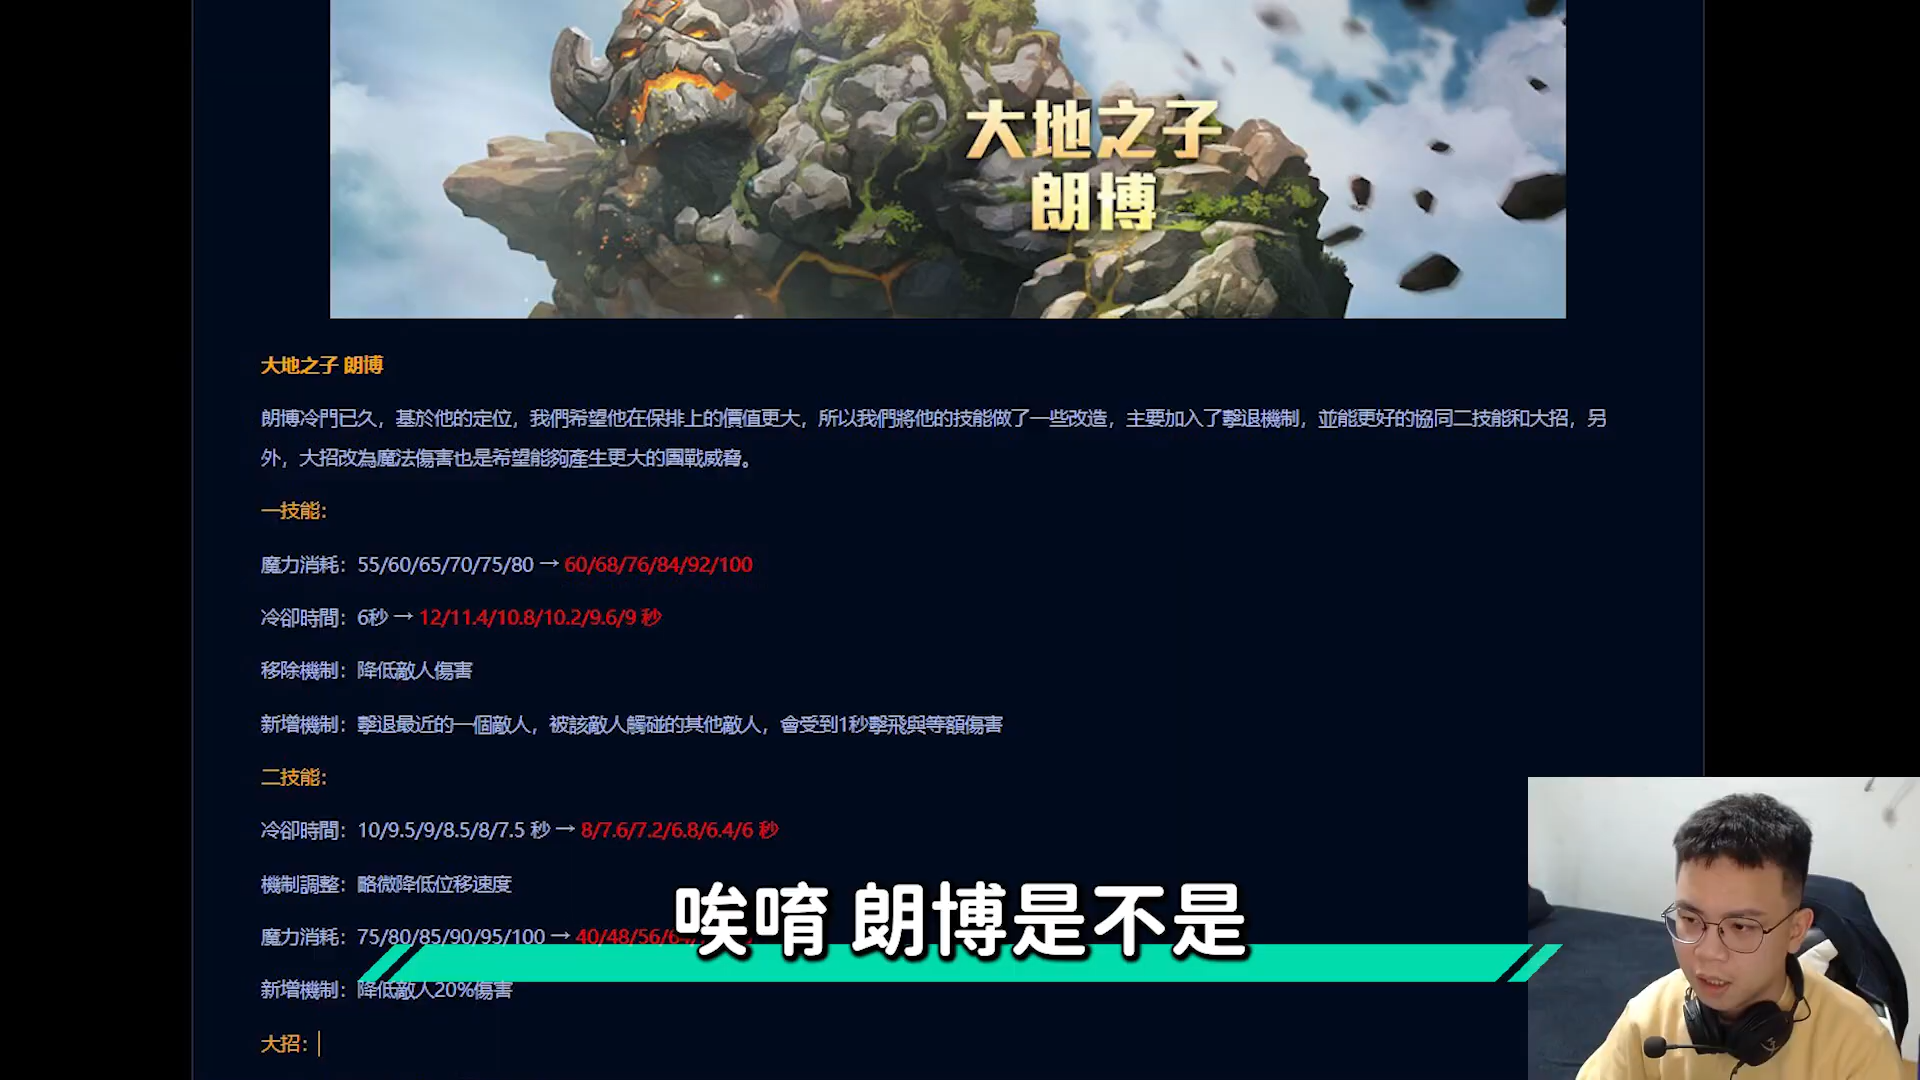 大地之子
朗博
大地之子 朗博
朗博冷門已久，基於他的定位，我們希望他在保排上的價值更大，所以我們將他的技能做了一些改造，主要加入了擊退機制，並能更好的協同二技能和大招，另
外，大招改為魔法傷害也是希望能夠產生更大的團戰威脅。
一技能：
魔力消耗：55/60/65/70/75/80 → 60/68/76/84/92/100
冷卻時間：6秒 → 12/11.4/10.8/10.2/9.6/9 秒
移除機制：降低敵人傷害
新增機制：擊退最近的一個敵人，被該敵人觸碰的其他敵人，會受到1秒擊飛與等額傷害
二技能：
冷卻時間：10/9.5/9/8.5/8/7.5 秒 → 8/7.6/7.2/6.8/6.4/6 秒
機制調整：略微降低位移速度
魔力消耗：75/80/85/90/95/100 → 40/48/56/
唉唷 朗博是不是
新增機制：降低敵人20%傷害
大招：